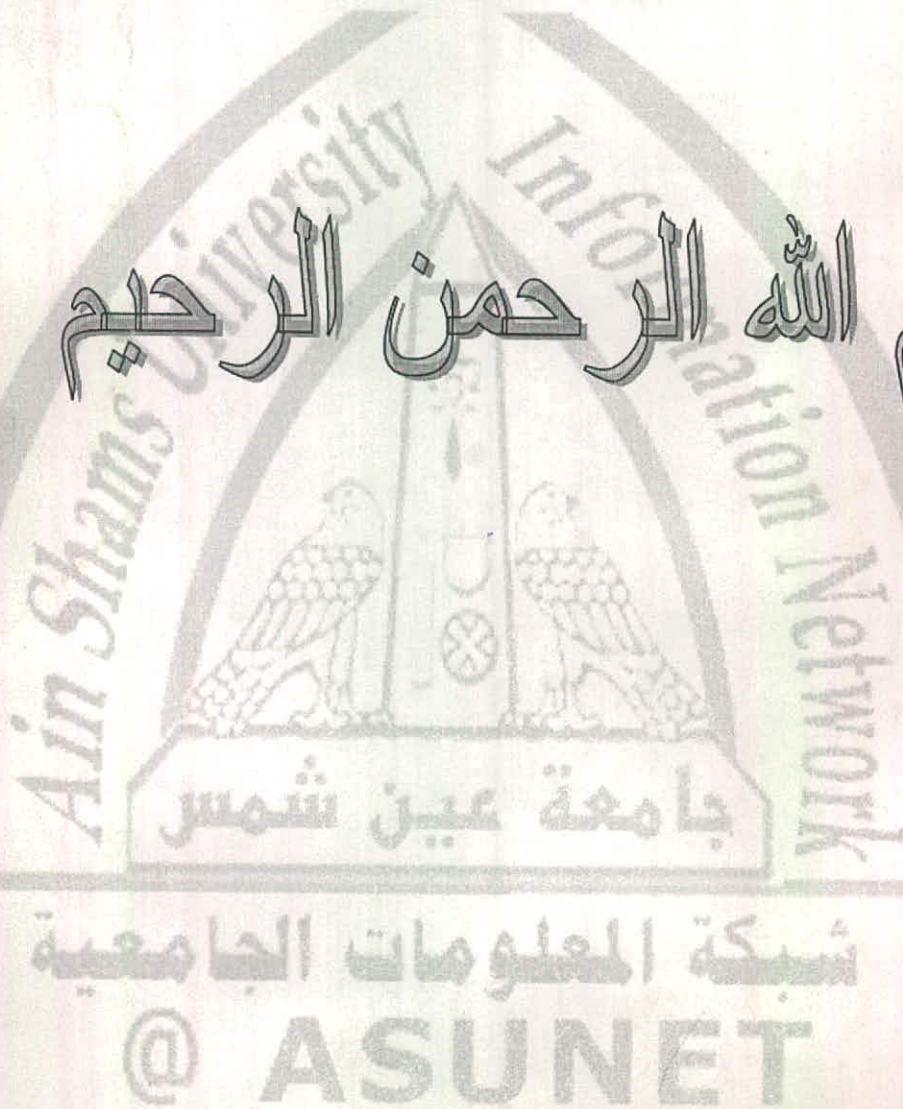 م الله الرحمن الرحيم
Ain Shams University Information Network
جامعة عين شمس
شبكة المعلومات الجامعية
@ ASUNET